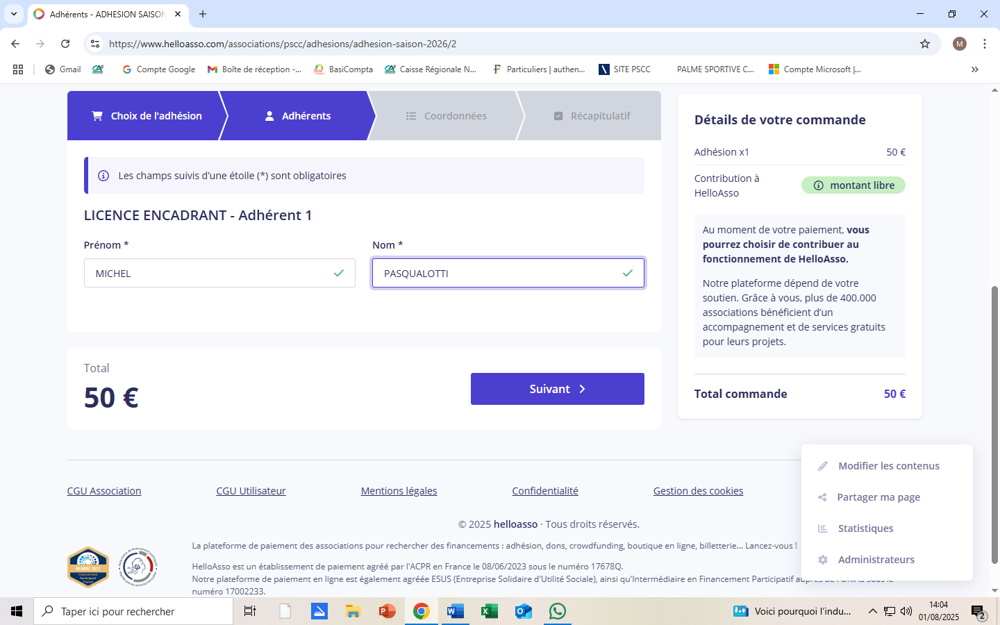 Adhérents - ADHESION SAISON
https://www.helloasso.com/associations/pscc/adhesions/adhesion-saison-2026/2
M
Gmail
Compte Google
Boîte de réception -...
BasiCompta
Caisse Régionale N...
Particuliers | authen...
SITE PSCC
PALME SPORTIVE C...
Compte Microsoft |...
Choix de l'adhésion
Adhérents
Coordonnées
Récapitulatif
Les champs suivis d'une étoile (*) sont obligatoires
LICENCE ENCADRANT - Adhérent 1
Prénom *
Nom *
MICHEL
PASQUALOTTI
Total
50 €
Suivant
Détails de votre commande
Adhésion x1
50 €
Contribution à
HelloAsso
montant libre
Au moment de votre paiement, vous
pourrez choisir de contribuer au
fonctionnement de HelloAsso.
Notre plateforme dépend de votre
soutien. Grâce à vous, plus de 400.000
associations bénéficient d’un
accompagnement et de services gratuits
pour leurs projets.
Total commande
50 €
Modifier les contenus
Partager ma page
Statistiques
Administrateurs
CGU Association
CGU Utilisateur
Mentions légales
Confidentialité
Gestion des cookies
© 2025 helloasso · Tous droits réservés.
La plateforme de paiement des associations pour rechercher des financements : adhésion, dons, crowdfunding, boutique en ligne, billetterie... Lancez-vous !
HelloAsso est un établissement de paiement agréé par l'ACPR en France le 08/06/2023 sous le numéro 17678Q.
Notre plateforme de paiement en ligne est également agréée ESUS (Entreprise Solidaire d'Utilité Sociale), ainsi qu'Intermédiaire en Financement Participatif auprès de l'ORIAS sous le
numéro 17002233.
Taper ici pour rechercher
Voici pourquoi l’indu...
14:04
01/08/2025
2